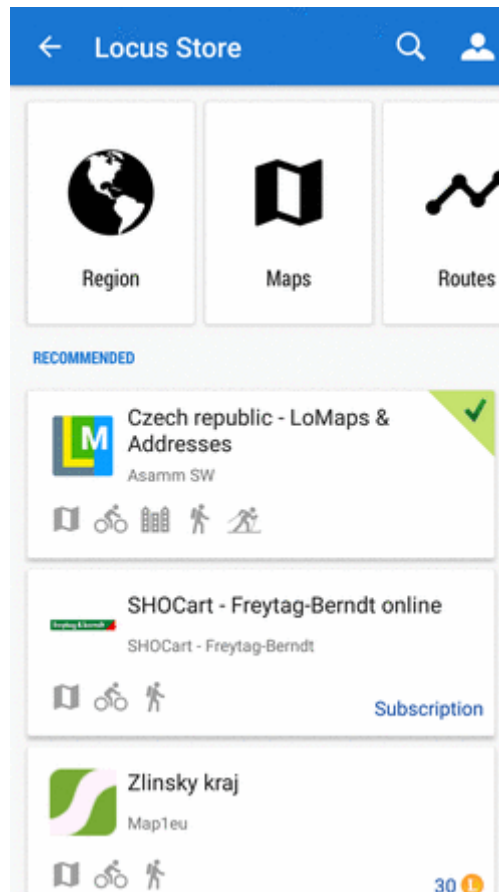 Locus Store
Region
Maps
Routes
RECOMMENDED
Czech republic - LoMaps &
Addresses
Asamm SW
SHOCart - Freytag-Berndt online
SHOCart - Freytag-Berndt
Subscription
Zlinsky kraj
Map1eu
30